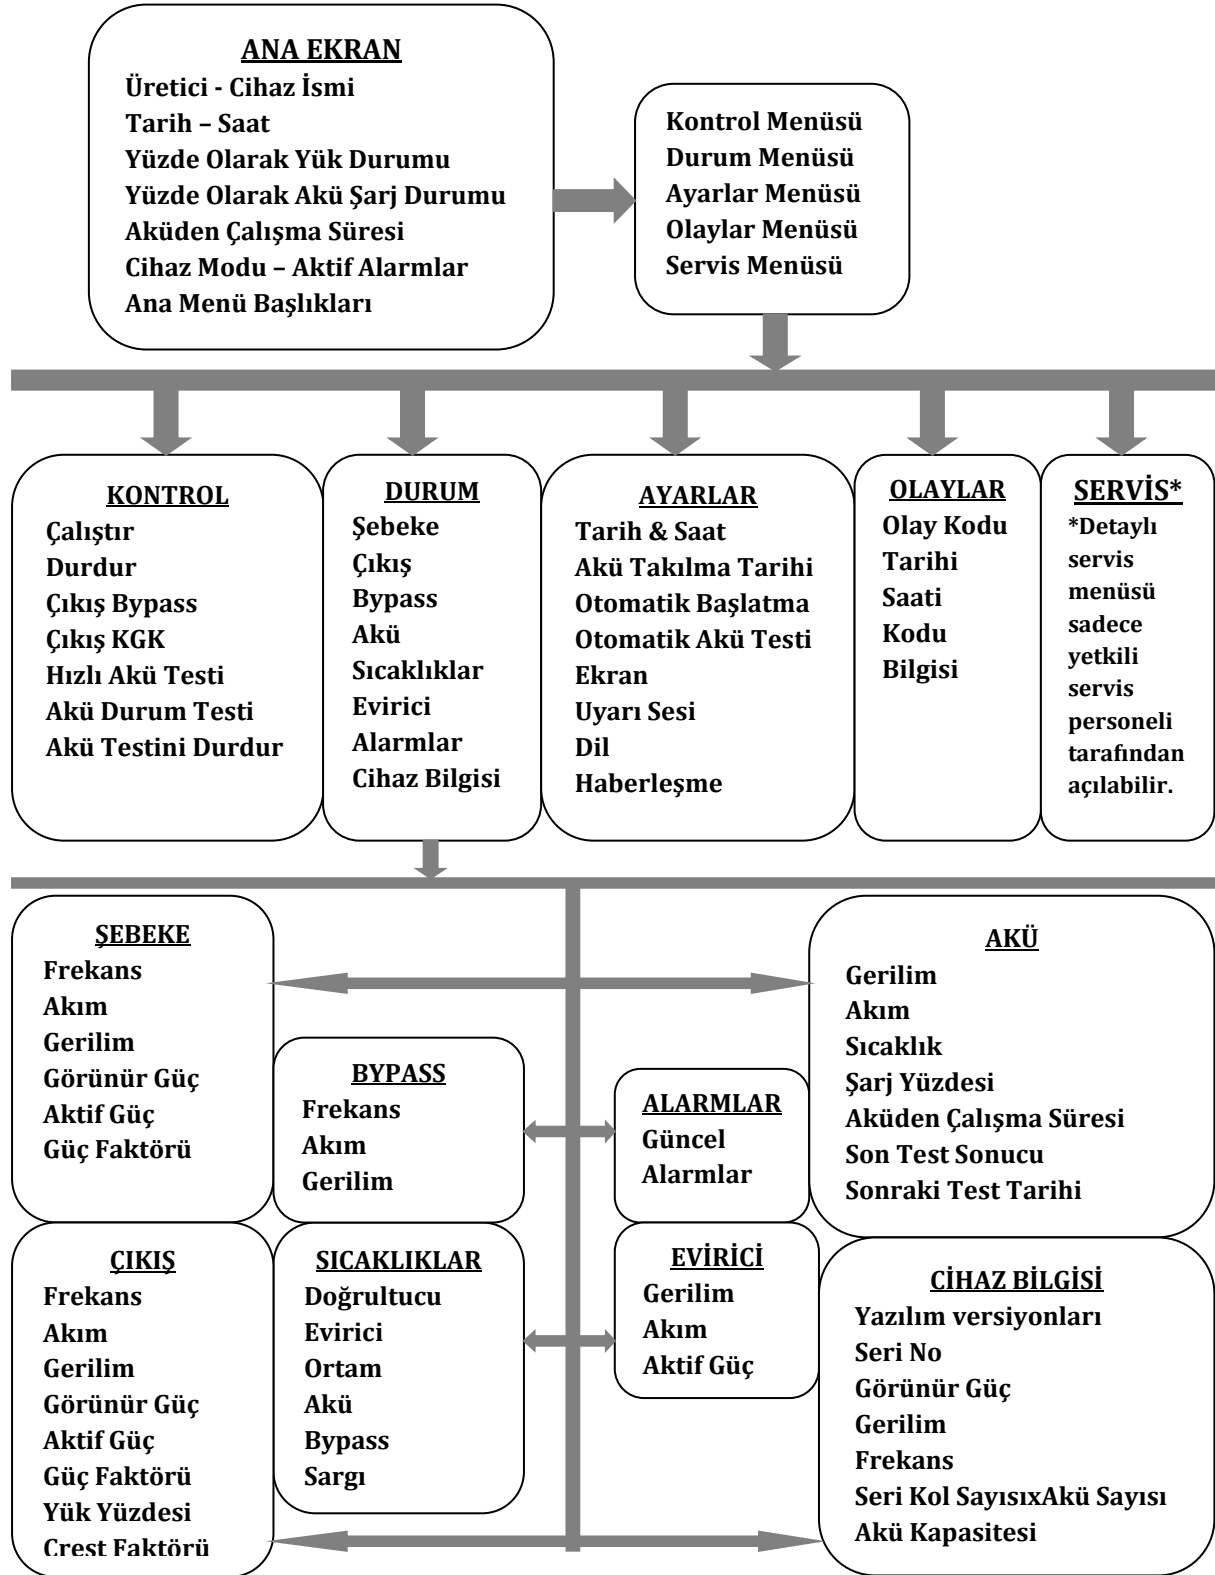 ANA EKRAN
Üretici - Cihaz İsmi
Tarih – Saat
Yüzde Olarak Yük Durumu
Yüzde Olarak Akü Şarj Durumu
Aküden Çalışma Süresi
Cihaz Modu – Aktif Alarmlar
Ana Menü Başlıkları
Kontrol Menüsü
Durum Menüsü
Ayarlar Menüsü
Olaylar Menüsü
Servis Menüsü
KONTROL
Çalıştır
Durdur
Çıkış Bypass
Çıkış KGK
Hızlı Akü Testi
Akü Durum Testi
Akü Testini Durdur
DURUM
Şebeke
Çıkış
Bypass
Akü
Sıcaklıklar
Evirici
Alarmlar
Cihaz Bilgisi
AYARLAR
Tarih & Saat
Akü Takılma Tarihi
Otomatik Başlatma
Otomatik Akü Testi
Ekran
Uyarı Sesi
Dil
Haberleşme
OLAYLAR
Olay Kodu
Tarihi
Saati
Kodu
Bilgisi
SERVİS*
*Detaylı
servis
menüsü
sadece
yetkili
servis
personeli
tarafından
açılabilir.
ŞEBEKE
Frekans
Akım
Gerilim
Görünür Güç
Aktif Güç
Güç Faktörü
BYPASS
Frekans
Akım
Gerilim
ALARMLAR
Güncel
Alarmlar
AKÜ
Gerilim
Akım
Sıcaklık
Şarj Yüzdesi
Aküden Çalışma Süresi
Son Test Sonucu
Sonraki Test Tarihi
ÇIKIŞ
Frekans
Akım
Gerilim
Görünür Güç
Aktif Güç
Güç Faktörü
Yük Yüzdesi
Crest Faktörü
SICAKLIKLAR
Doğrultucu
Evirici
Ortam
Akü
Bypass
Sargı
EVİRİCİ
Gerilim
Akım
Aktif Güç
CİHAZ BİLGİSİ
Yazılım versiyonları
Seri No
Görünür Güç
Gerilim
Frekans
Seri Kol SayısıxAkü Sayısı
Akü Kapasitesi